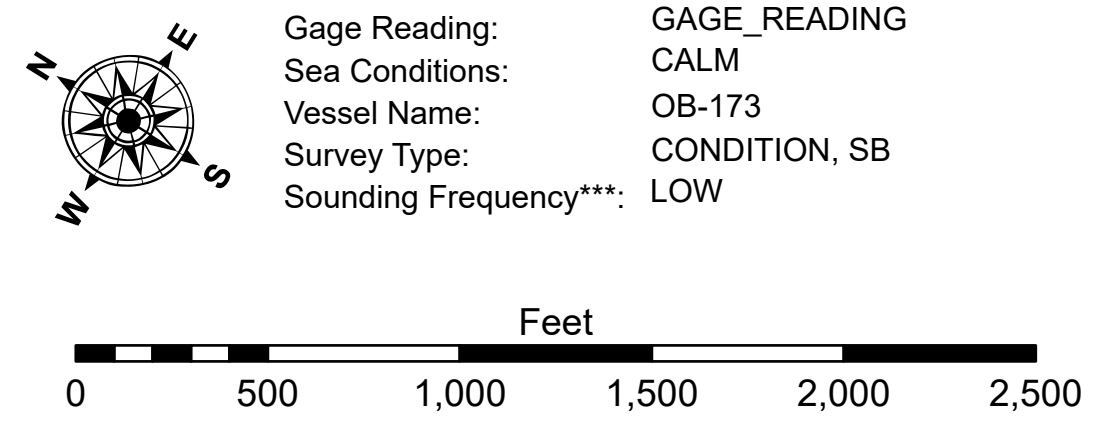 N
E
S
W
Gage Reading: GAGE_READING
Sea Conditions: CALM
Vessel Name: OB-173
Survey Type: CONDITION, SB
Sounding Frequency***: LOW
Feet
0 500 1,000 1,500 2,000 2,500